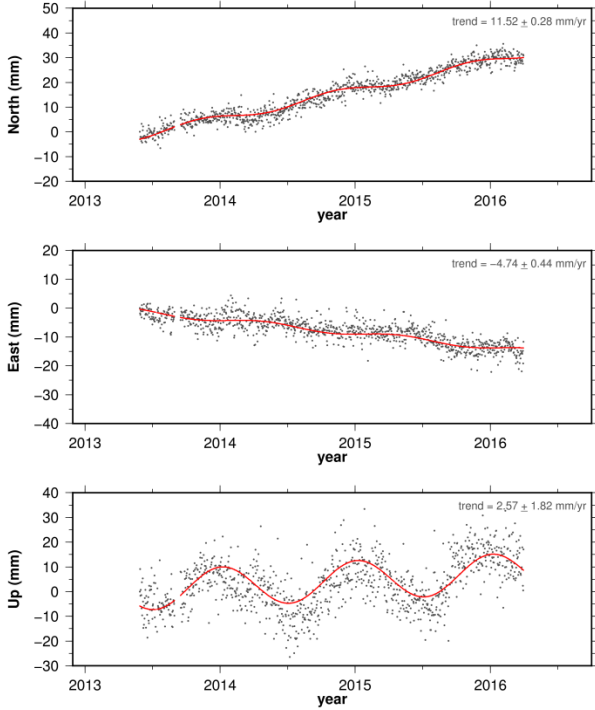 50
40
30
20
10
0
−10
−20
North (mm)
trend = 11.52 ± 0.28 mm/yr
2013 2014 2015 2016
year
20
10
0
−10
−20
−30
−40
East (mm)
trend = −4.74 ± 0.44 mm/yr
2013 2014 2015 2016
year
40
30
20
10
0
−10
−20
−30
Up (mm)
trend = 2.57 ± 1.82 mm/yr
2013 2014 2015 2016
year